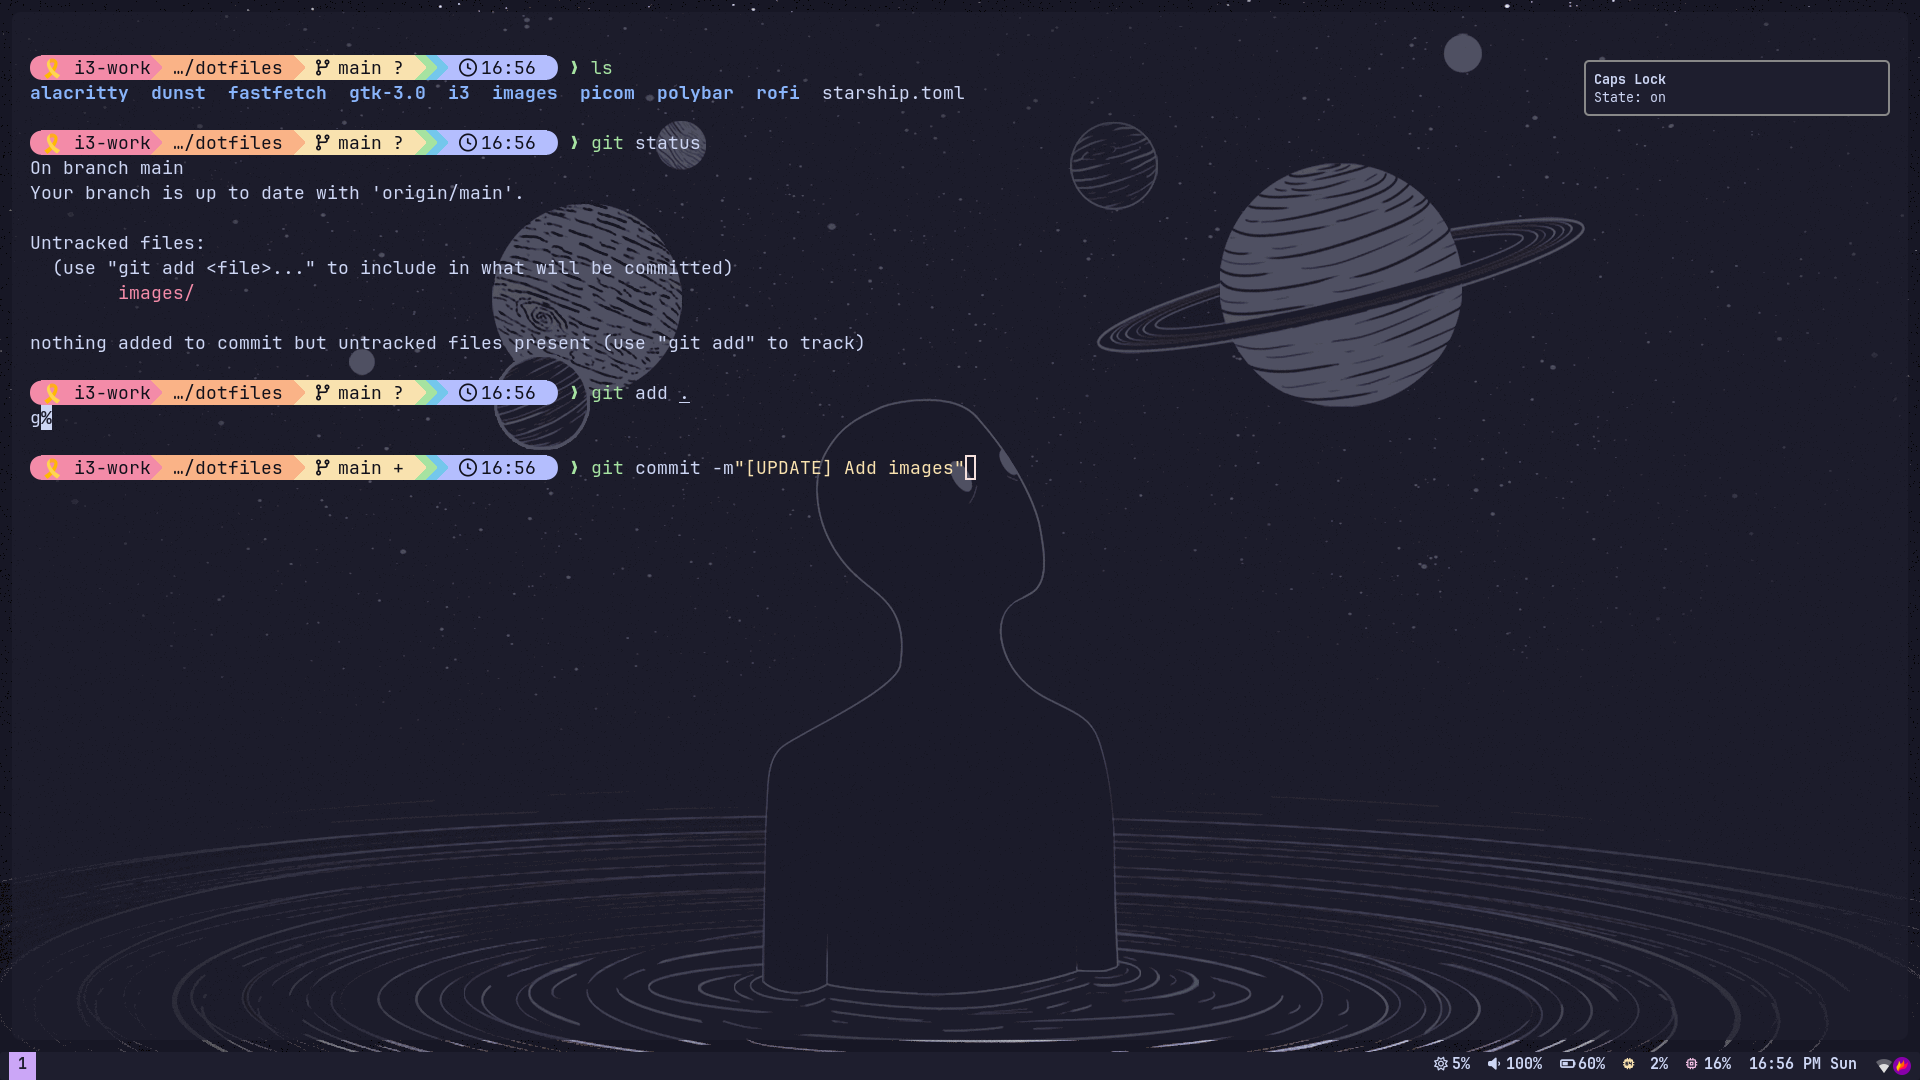 i3-work …/dotfiles main ? 16:56 ❯ ls
alacritty dunst fastfetch gtk-3.0 i3 images picom polybar rofi starship.toml
Caps Lock
State: on
i3-work …/dotfiles main ? 16:56 ❯ git status
On branch main
Your branch is up to date with 'origin/main'.
Untracked files:
(use "git add <file>..." to include in what will be committed)
images/
nothing added to commit but untracked files present (use "git add" to track)
i3-work …/dotfiles main ? 16:56 ❯ git add .
g%
i3-work …/dotfiles main + 16:56 ❯ git commit -m"[UPDATE] Add images"
1 5% 100% 60% 2% 16% 16:56 PM Sun